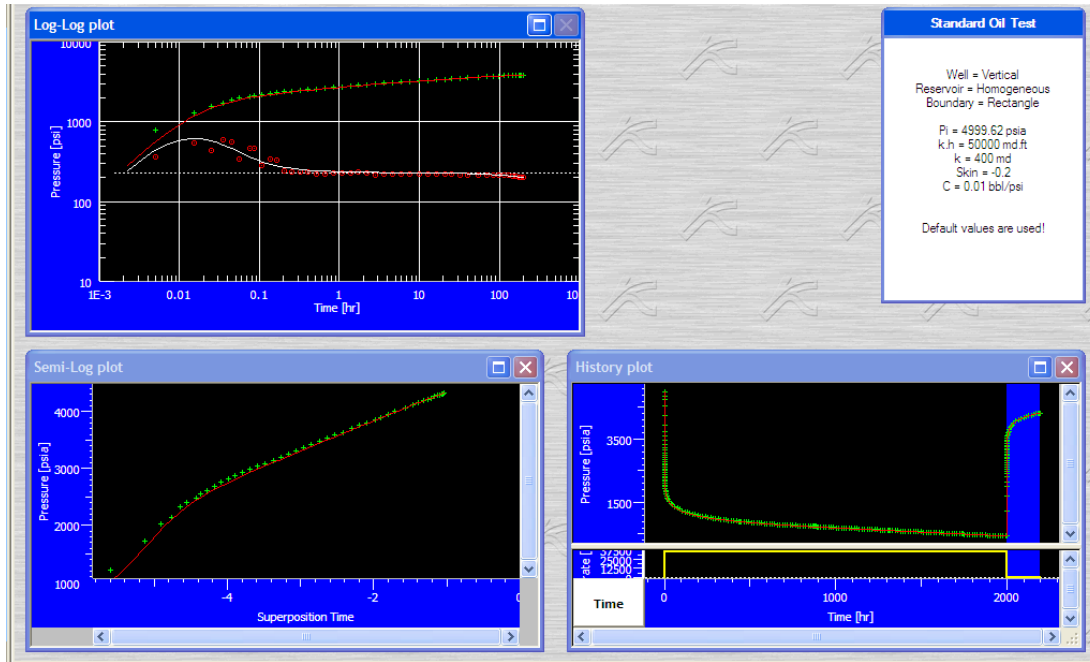 Log-Log plot
10000
1000
100
10
Pressure [psi]
1E-3 0.01 0.1 1 10 100 10
Time [hr]
Standard Oil Test
Well = Vertical
Reservoir = Homogeneous
Boundary = Rectangle
Pi = 4999.62 psia
k.h = 50000 md.ft
k = 400 md
Skin = -0.2
C = 0.01 bbl/psi
Default values are used!
Semi-Log plot
4000
3000
2000
1000
Pressure [psia]
-4 -2 0
Superposition Time
History plot
3500
1500
Pressure [psia]
37500
25000
12500
Time
0 1000 2000
Time [hr]